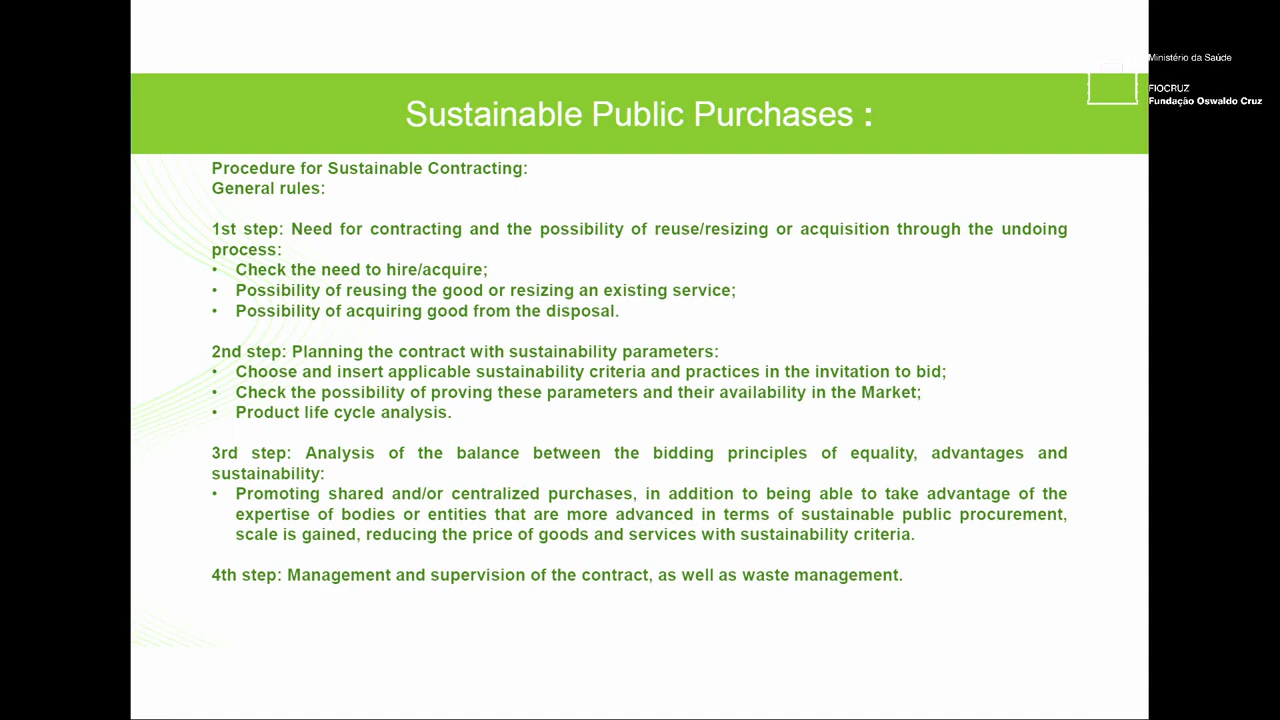 Ministério da Saúde
FIOCRUZ
Fundação Oswaldo Cruz
Sustainable Public Purchases :
Procedure for Sustainable Contracting:
General rules:
1st step: Need for contracting and the possibility of reuse/resizing or acquisition through the undoing
process:
• Check the need to hire/acquire;
• Possibility of reusing the good or resizing an existing service;
• Possibility of acquiring good from the disposal.
2nd step: Planning the contract with sustainability parameters:
• Choose and insert applicable sustainability criteria and practices in the invitation to bid;
• Check the possibility of proving these parameters and their availability in the Market;
• Product life cycle analysis.
3rd step: Analysis of the balance between the bidding principles of equality, advantages and
sustainability:
• Promoting shared and/or centralized purchases, in addition to being able to take advantage of the
expertise of bodies or entities that are more advanced in terms of sustainable public procurement,
scale is gained, reducing the price of goods and services with sustainability criteria.
4th step: Management and supervision of the contract, as well as waste management.